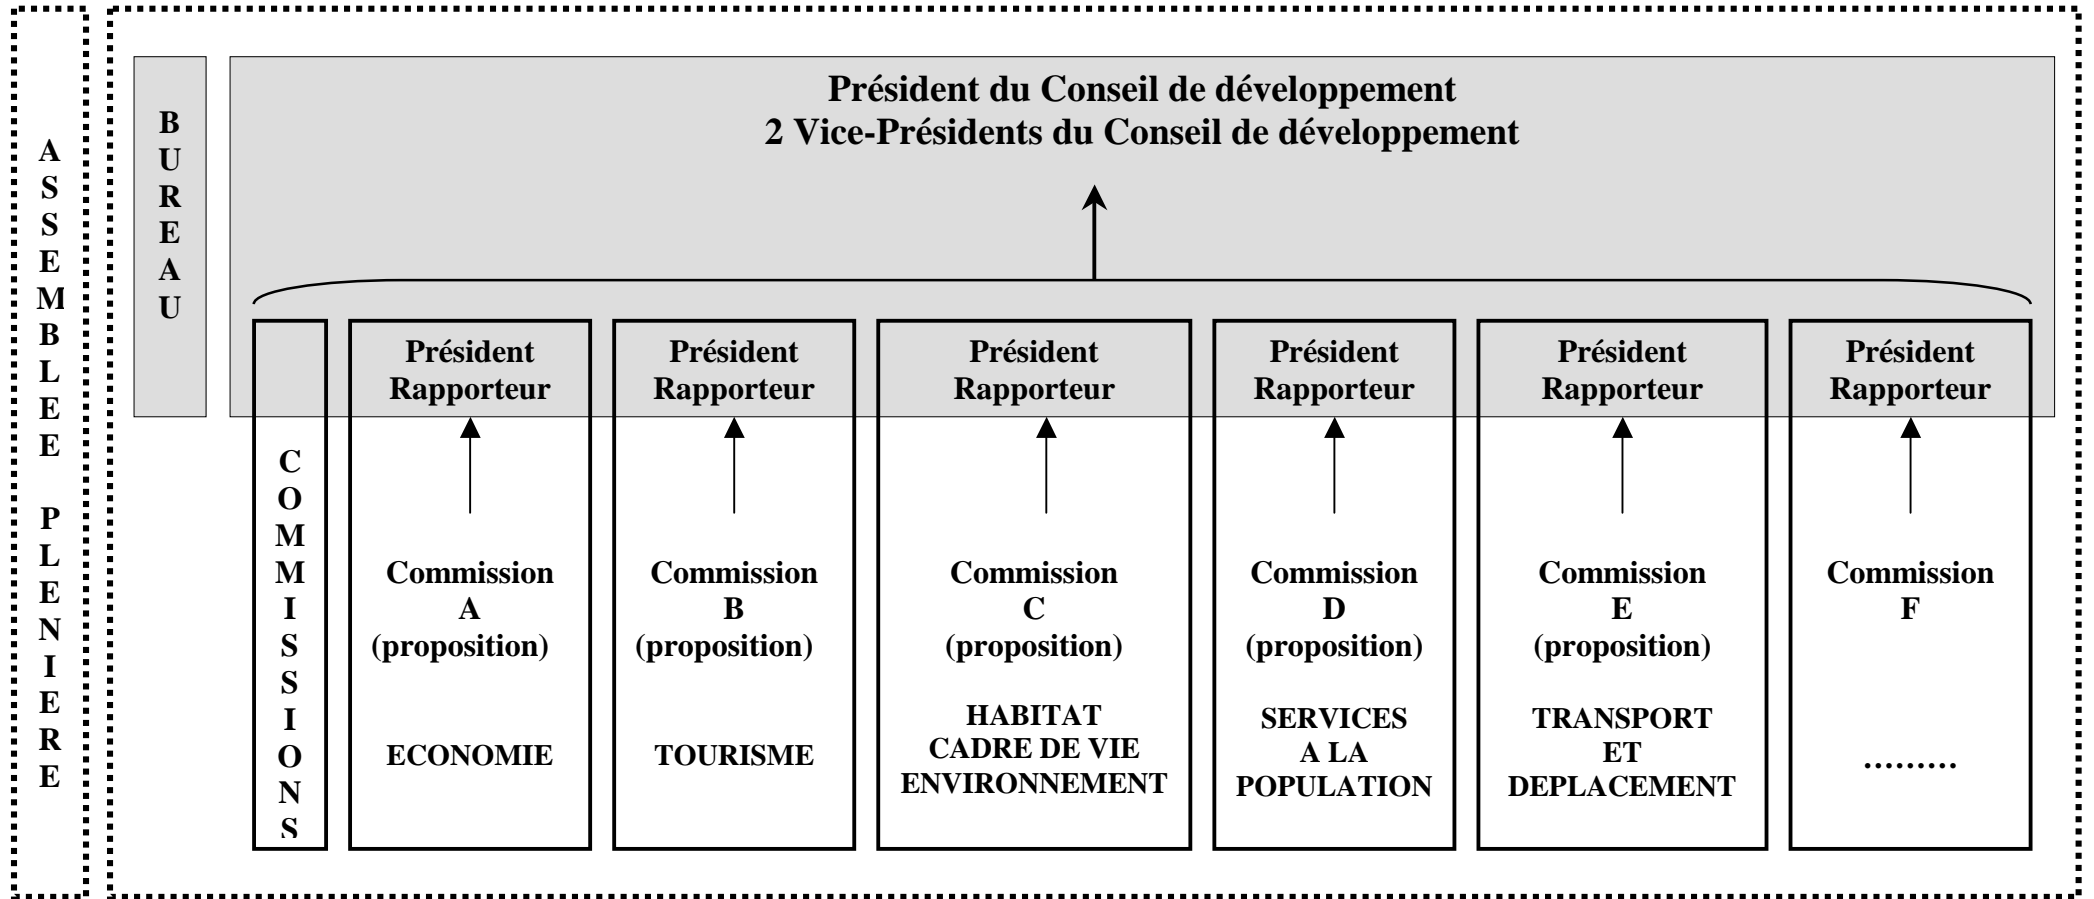 ASSEMBLEE PLENIERE
BUREAU
Président du Conseil de développement
2 Vice-Présidents du Conseil de développement
COMMISSIONS
Président
Rapporteur
Commission
A
(proposition)
ECONOMIE
Président
Rapporteur
Commission
B
(proposition)
TOURISME
Président
Rapporteur
Commission
C
(proposition)
HABITAT
CADRE DE VIE
ENVIRONNEMENT
Président
Rapporteur
Commission
D
(proposition)
SERVICES
A LA
POPULATION
Président
Rapporteur
Commission
E
(proposition)
TRANSPORT
ET
DEPLACEMENT
Président
Rapporteur
Commission
F
………